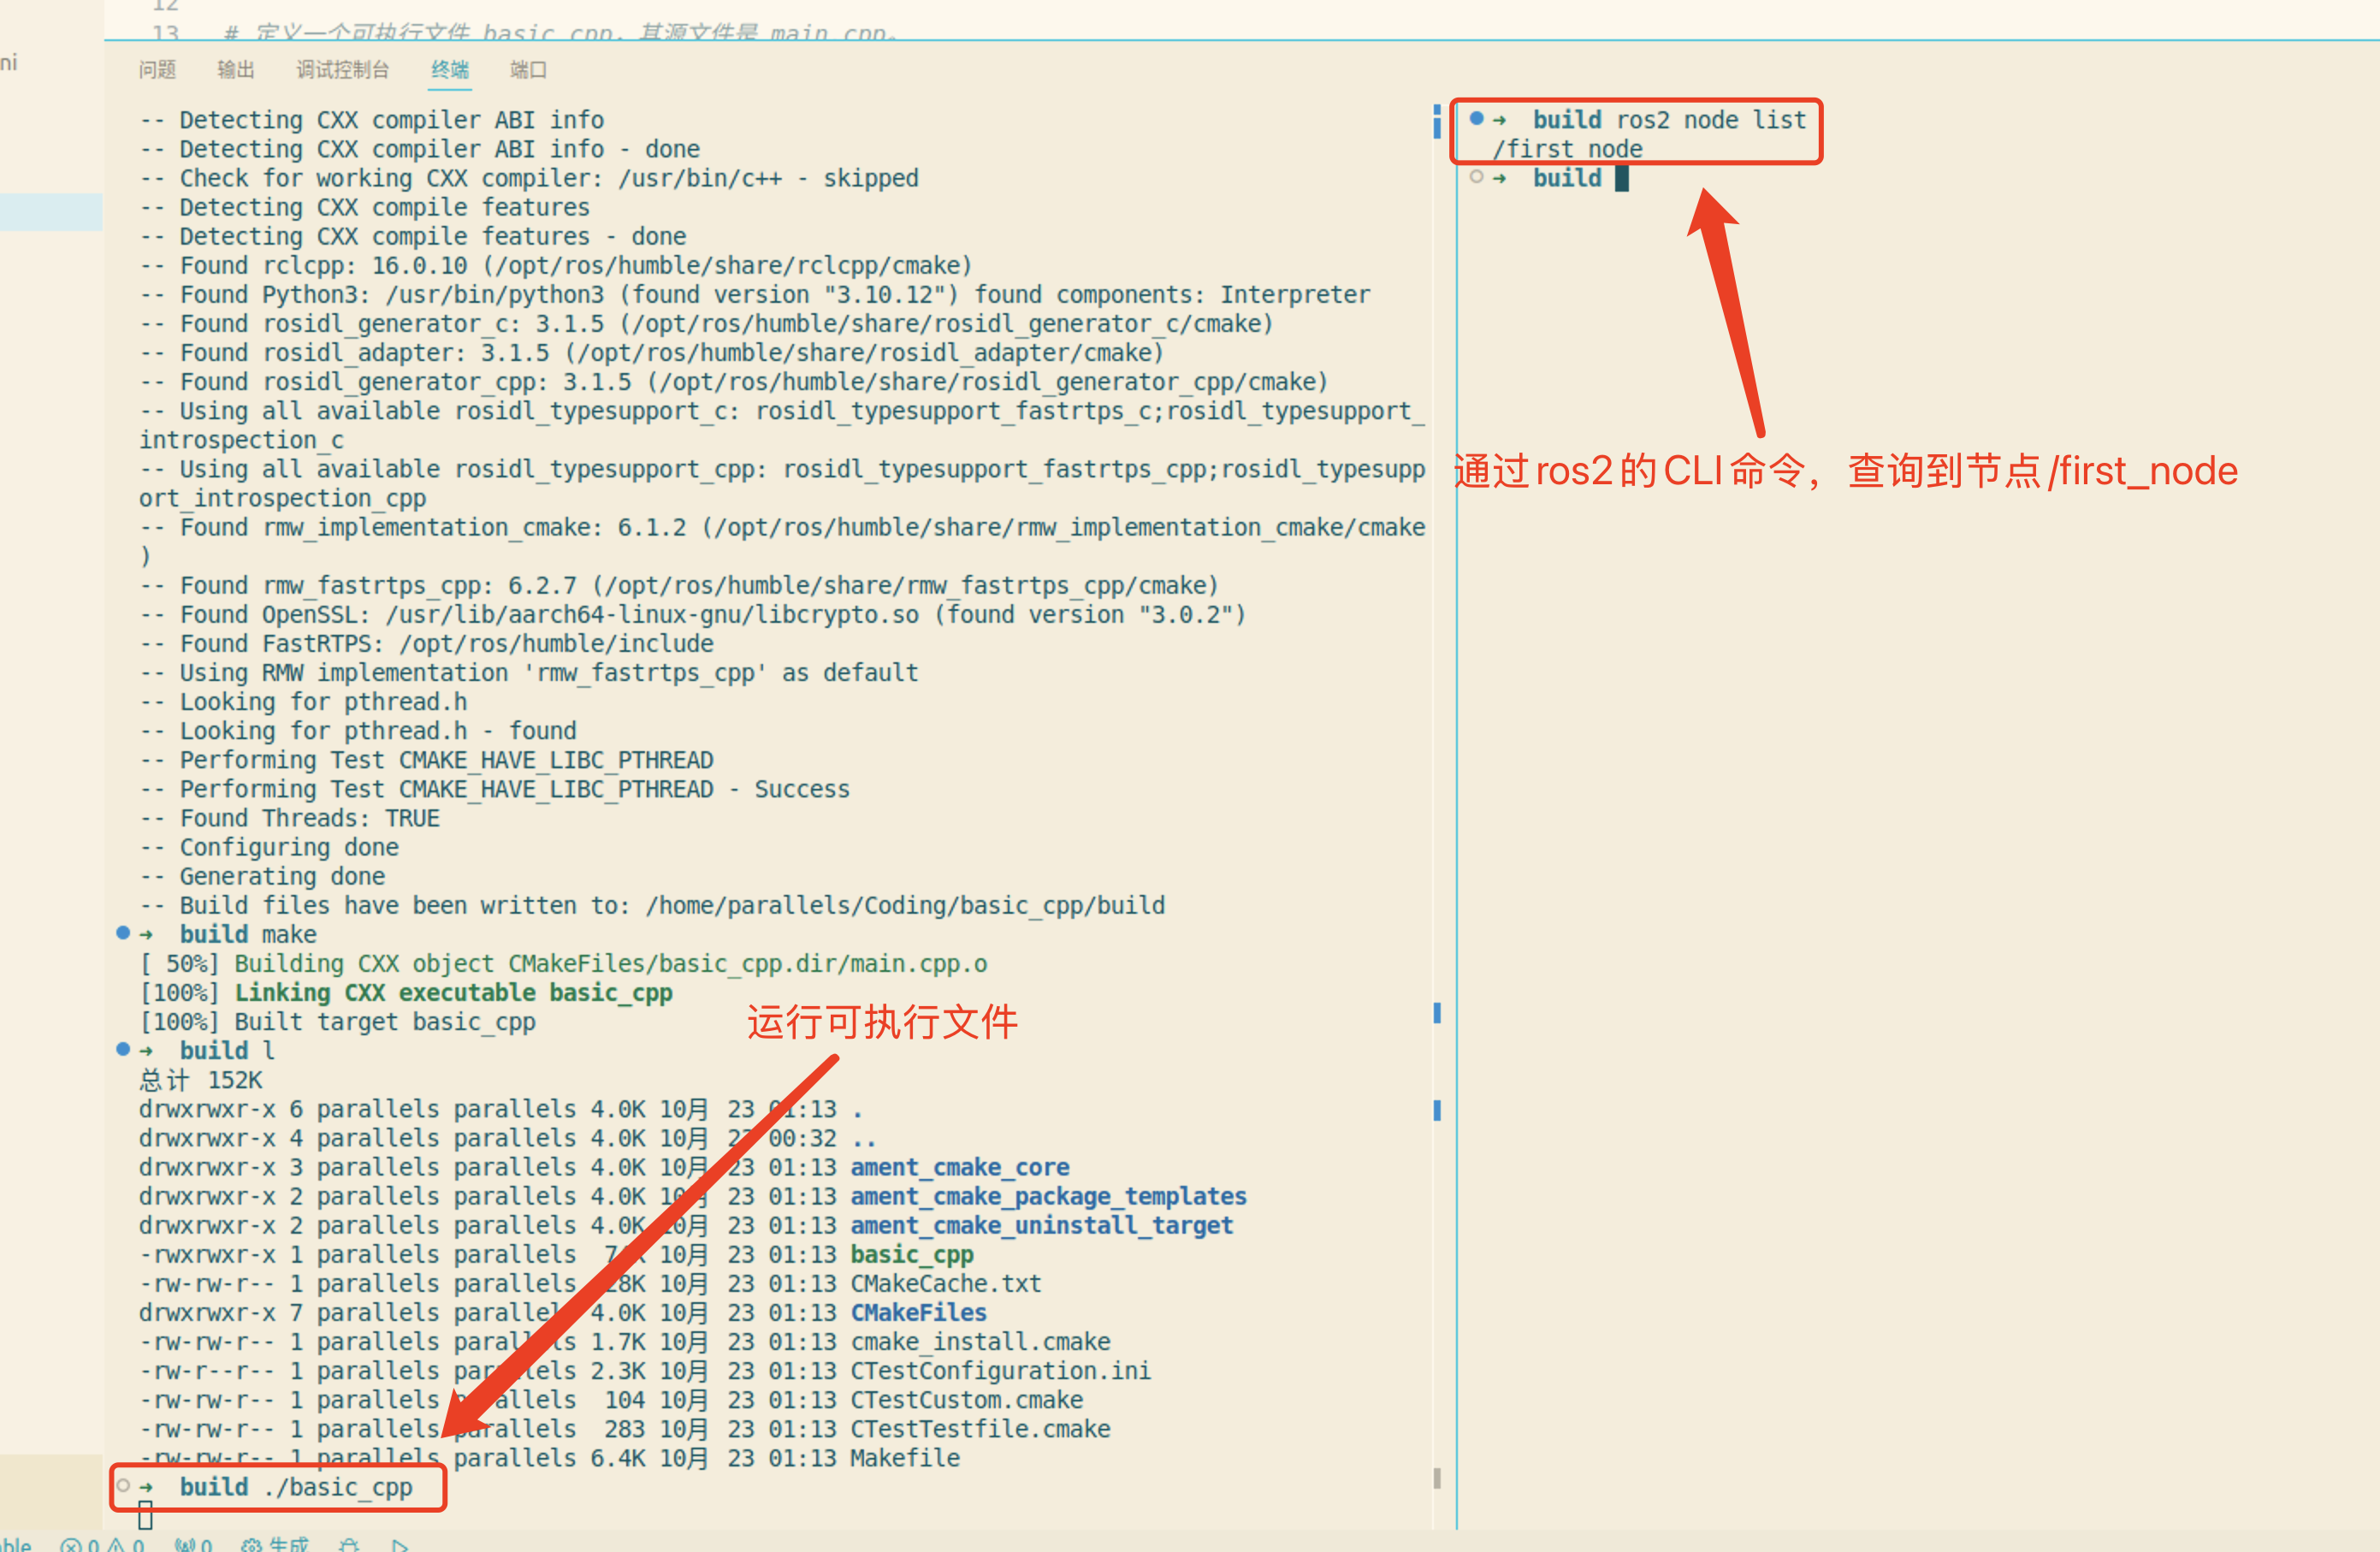 12
13 # 定义一个可执行文件 basic_cpp，其源文件是 main.cpp。
ni
问题 输出 调试控制台 终端 端口
-- Detecting CXX compiler ABI info
-- Detecting CXX compiler ABI info - done
-- Check for working CXX compiler: /usr/bin/c++ - skipped
-- Detecting CXX compile features
-- Detecting CXX compile features - done
-- Found rclcpp: 16.0.10 (/opt/ros/humble/share/rclcpp/cmake)
-- Found Python3: /usr/bin/python3 (found version "3.10.12") found components: Interpreter
-- Found rosidl_generator_c: 3.1.5 (/opt/ros/humble/share/rosidl_generator_c/cmake)
-- Found rosidl_adapter: 3.1.5 (/opt/ros/humble/share/rosidl_adapter/cmake)
-- Found rosidl_generator_cpp: 3.1.5 (/opt/ros/humble/share/rosidl_generator_cpp/cmake)
-- Using all available rosidl_typesupport_c: rosidl_typesupport_fastrtps_c;rosidl_typesupport_
introspection_c
-- Using all available rosidl_typesupport_cpp: rosidl_typesupport_fastrtps_cpp;rosidl_typesupp
ort_introspection_cpp
-- Found rmw_implementation_cmake: 6.1.2 (/opt/ros/humble/share/rmw_implementation_cmake/cmake
)
-- Found rmw_fastrtps_cpp: 6.2.7 (/opt/ros/humble/share/rmw_fastrtps_cpp/cmake)
-- Found OpenSSL: /usr/lib/aarch64-linux-gnu/libcrypto.so (found version "3.0.2")
-- Found FastRTPS: /opt/ros/humble/include
-- Using RMW implementation 'rmw_fastrtps_cpp' as default
-- Looking for pthread.h
-- Looking for pthread.h - found
-- Performing Test CMAKE_HAVE_LIBC_PTHREAD
-- Performing Test CMAKE_HAVE_LIBC_PTHREAD - Success
-- Found Threads: TRUE
-- Configuring done
-- Generating done
-- Build files have been written to: /home/parallels/Coding/basic_cpp/build
➜ build make
[ 50%] Building CXX object CMakeFiles/basic_cpp.dir/main.cpp.o
[100%] Linking CXX executable basic_cpp
[100%] Built target basic_cpp
运行可执行文件
➜ build l
总计 152K
drwxrwxr-x 6 parallels parallels 4.0K 10月 23 01:13 .
drwxrwxr-x 4 parallels parallels 4.0K 10月 23 00:32 ..
drwxrwxr-x 3 parallels parallels 4.0K 10月 23 01:13 ament_cmake_core
drwxrwxr-x 2 parallels parallels 4.0K 10月 23 01:13 ament_cmake_package_templates
drwxrwxr-x 2 parallels parallels 4.0K 10月 23 01:13 ament_cmake_uninstall_target
-rwxrwxr-x 1 parallels parallels 10月 23 01:13 basic_cpp
-rw-rw-r-- 1 parallels parallels 28K 10月 23 01:13 CMakeCache.txt
drwxrwxr-x 7 parallels parallels 4.0K 10月 23 01:13 CMakeFiles
-rw-rw-r-- 1 parallels parallels 1.7K 10月 23 01:13 cmake_install.cmake
-rw-r--r-- 1 parallels parallels 2.3K 10月 23 01:13 CTestConfiguration.ini
-rw-rw-r-- 1 parallels parallels 104 10月 23 01:13 CTestCustom.cmake
-rw-rw-r-- 1 parallels parallels 283 10月 23 01:13 CTestTestfile.cmake
-rw-rw-r-- 1 parallels parallels 6.4K 10月 23 01:13 Makefile
➜ build ./basic_cpp
➜ build ros2 node list
/first_node
➜ build
通过ros2的CLI命令，查询到节点/first_node
ble 0 0 0 生成